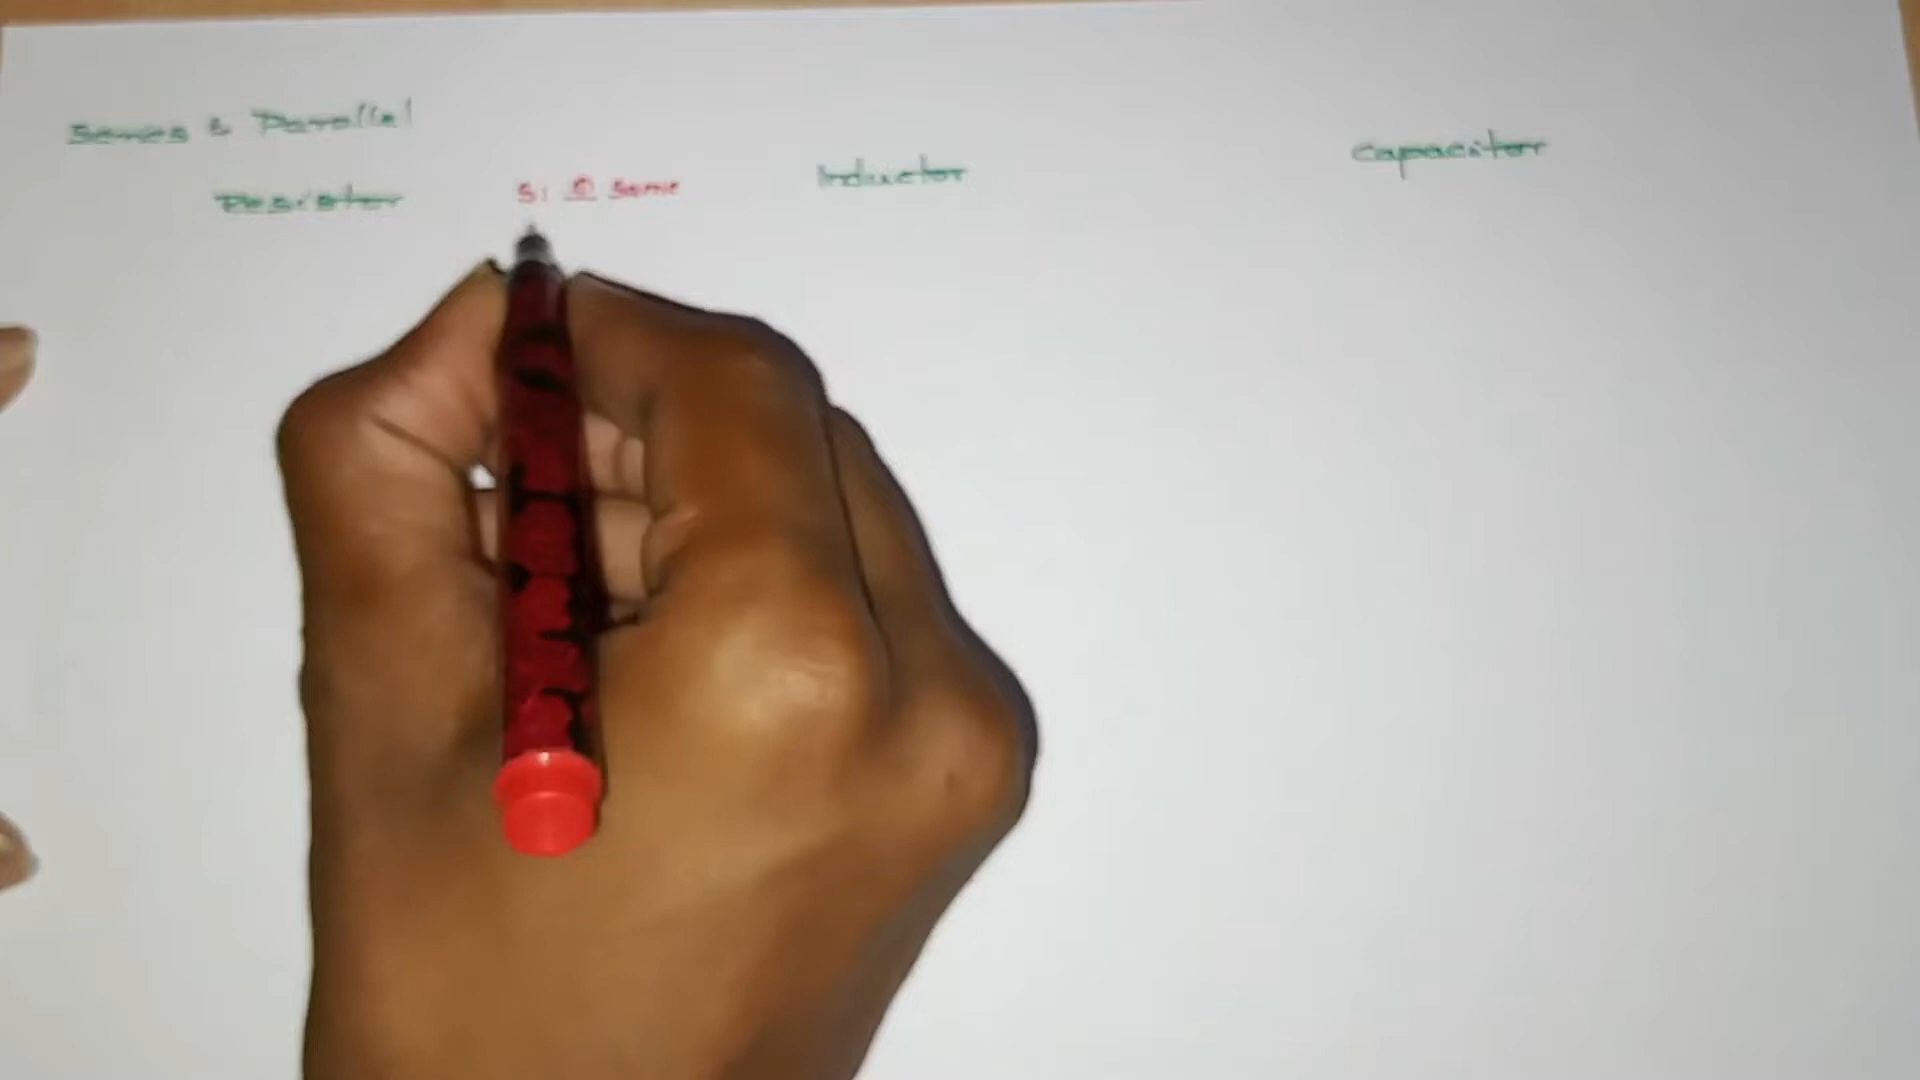 Series & Parallel
Resistor
S: Same
Inductor
Capacitor